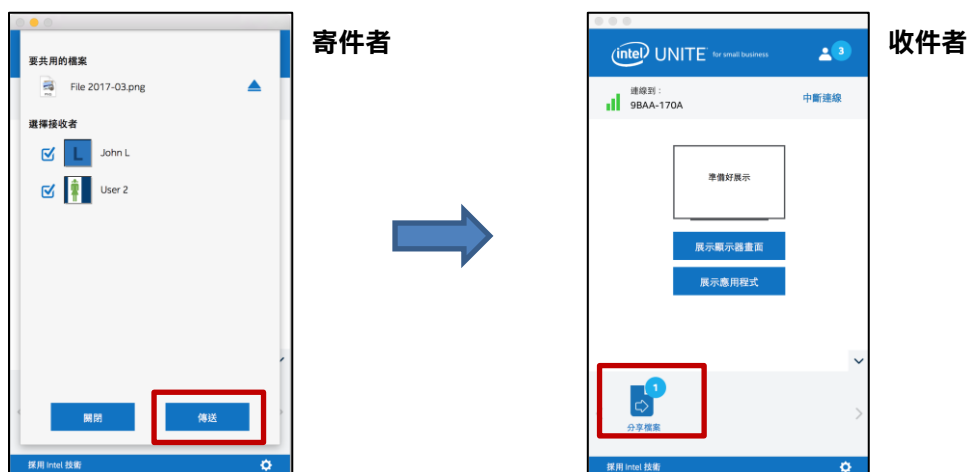 要共用的檔案
File 2017-03.png
選擇接收者
L
John L
User 2
關閉
傳送
採用 Intel 技術
寄件者
intel UNITE™ for small business
3
連線到：
9BAA-170A
中斷連線
準備好展示
展示顯示器畫面
展示應用程式
1
分享檔案
採用 Intel 技術
收件者